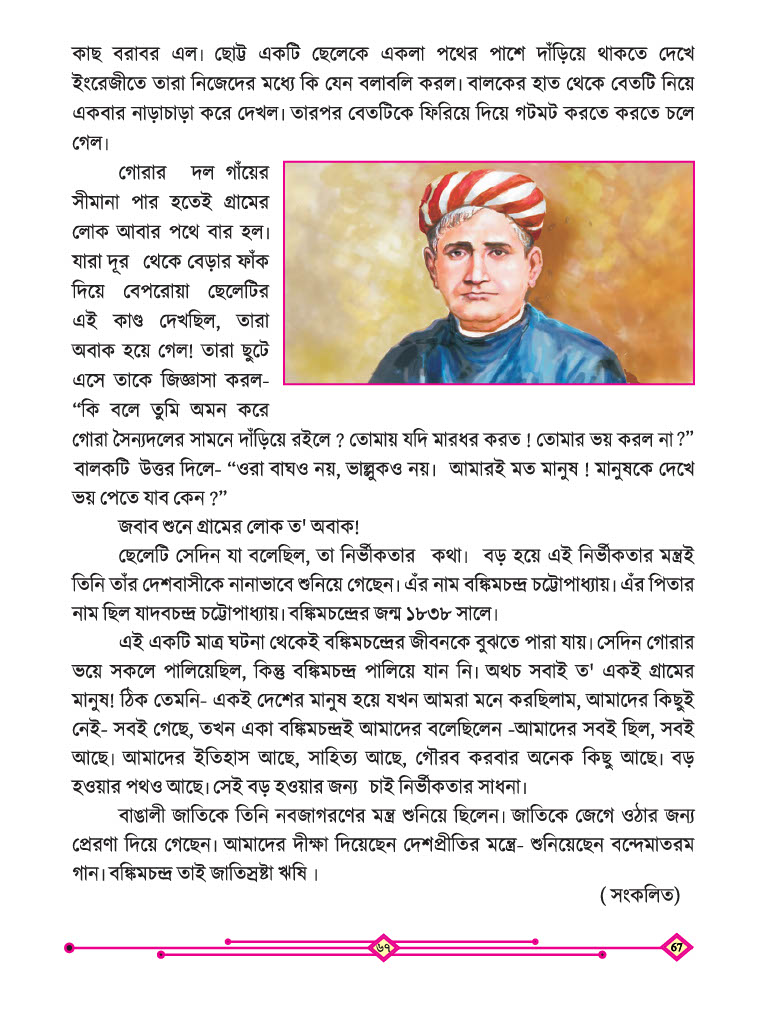 কাছ বরাবর এল। ছোট্ট একটি ছেলেকে একলা পথের পাশে দাঁড়িয়ে থাকতে দেখে
ইংরেজীতে তারা নিজেদের মধ্যে কি যেন বলাবলি করল। বালকের হাত থেকে বেতটি নিয়ে
একবার নাড়াচাড়া করে দেখল। তারপর বেতটিকে ফিরিয়ে দিয়ে গটমট করতে করতে চলে
গেল।
গোরার দল গাঁয়ের
সীমানা পার হতেই গ্রামের
লোক আবার পথে বার হল।
যারা দূর থেকে বেড়ার ফাঁক
দিয়ে বেপরোয়া ছেলেটির
এই কাণ্ড দেখছিল, তারা
অবাক হয়ে গেল! তারা ছুটে
এসে তাকে জিজ্ঞাসা করল-
“কি বলে তুমি অমন করে
গোরা সৈন্যদলের সামনে দাঁড়িয়ে রইলে ? তোমায় যদি মারধর করত ! তোমার ভয় করল না ?”
বালকটি উত্তর দিলে- “ওরা বাঘও নয়, ভাল্লুকও নয়। আমারই মত মানুষ ! মানুষকে দেখে
ভয় পেতে যাব কেন ?”
জবাব শুনে গ্রামের লোক ত' অবাক!
ছেলেটি সেদিন যা বলেছিল, তা নির্ভীকতার কথা। বড় হয়ে এই নির্ভীকতার মন্ত্রই
তিনি তাঁর দেশবাসীকে নানাভাবে শুনিয়ে গেছেন। এঁর নাম বঙ্কিমচন্দ্র চট্টোপাধ্যায়। এঁর পিতার
নাম ছিল যাদবচন্দ্র চট্টোপাধ্যায়। বঙ্কিমচন্দ্রের জন্ম ১৮৩৮ সালে।
এই একটি মাত্র ঘটনা থেকেই বঙ্কিমচন্দ্রের জীবনকে বুঝতে পারা যায়। সেদিন গোরার
ভয়ে সকলে পালিয়েছিল, কিন্তু বঙ্কিমচন্দ্র পালিয়ে যান নি। অথচ সবাই ত' একই গ্রামের
মানুষ! ঠিক তেমনি- একই দেশের মানুষ হয়ে যখন আমরা মনে করছিলাম, আমাদের কিছুই
নেই- সবই গেছে, তখন একা বঙ্কিমচন্দ্রই আমাদের বলেছিলেন -আমাদের সবই ছিল, সবই
আছে। আমাদের ইতিহাস আছে, সাহিত্য আছে, গৌরব করবার অনেক কিছু আছে। বড়
হওয়ার পথও আছে। সেই বড় হওয়ার জন্য চাই নির্ভীকতার সাধনা।
বাঙালী জাতিকে তিনি নবজাগরণের মন্ত্র শুনিয়ে ছিলেন। জাতিকে জেগে ওঠার জন্য
প্রেরণা দিয়ে গেছেন। আমাদের দীক্ষা দিয়েছেন দেশপ্রীতির মন্ত্রে- শুনিয়েছেন বন্দেমাতরম
গান। বঙ্কিমচন্দ্র তাই জাতিস্রষ্টা ঋষি ।
( সংকলিত)
৬৭
67